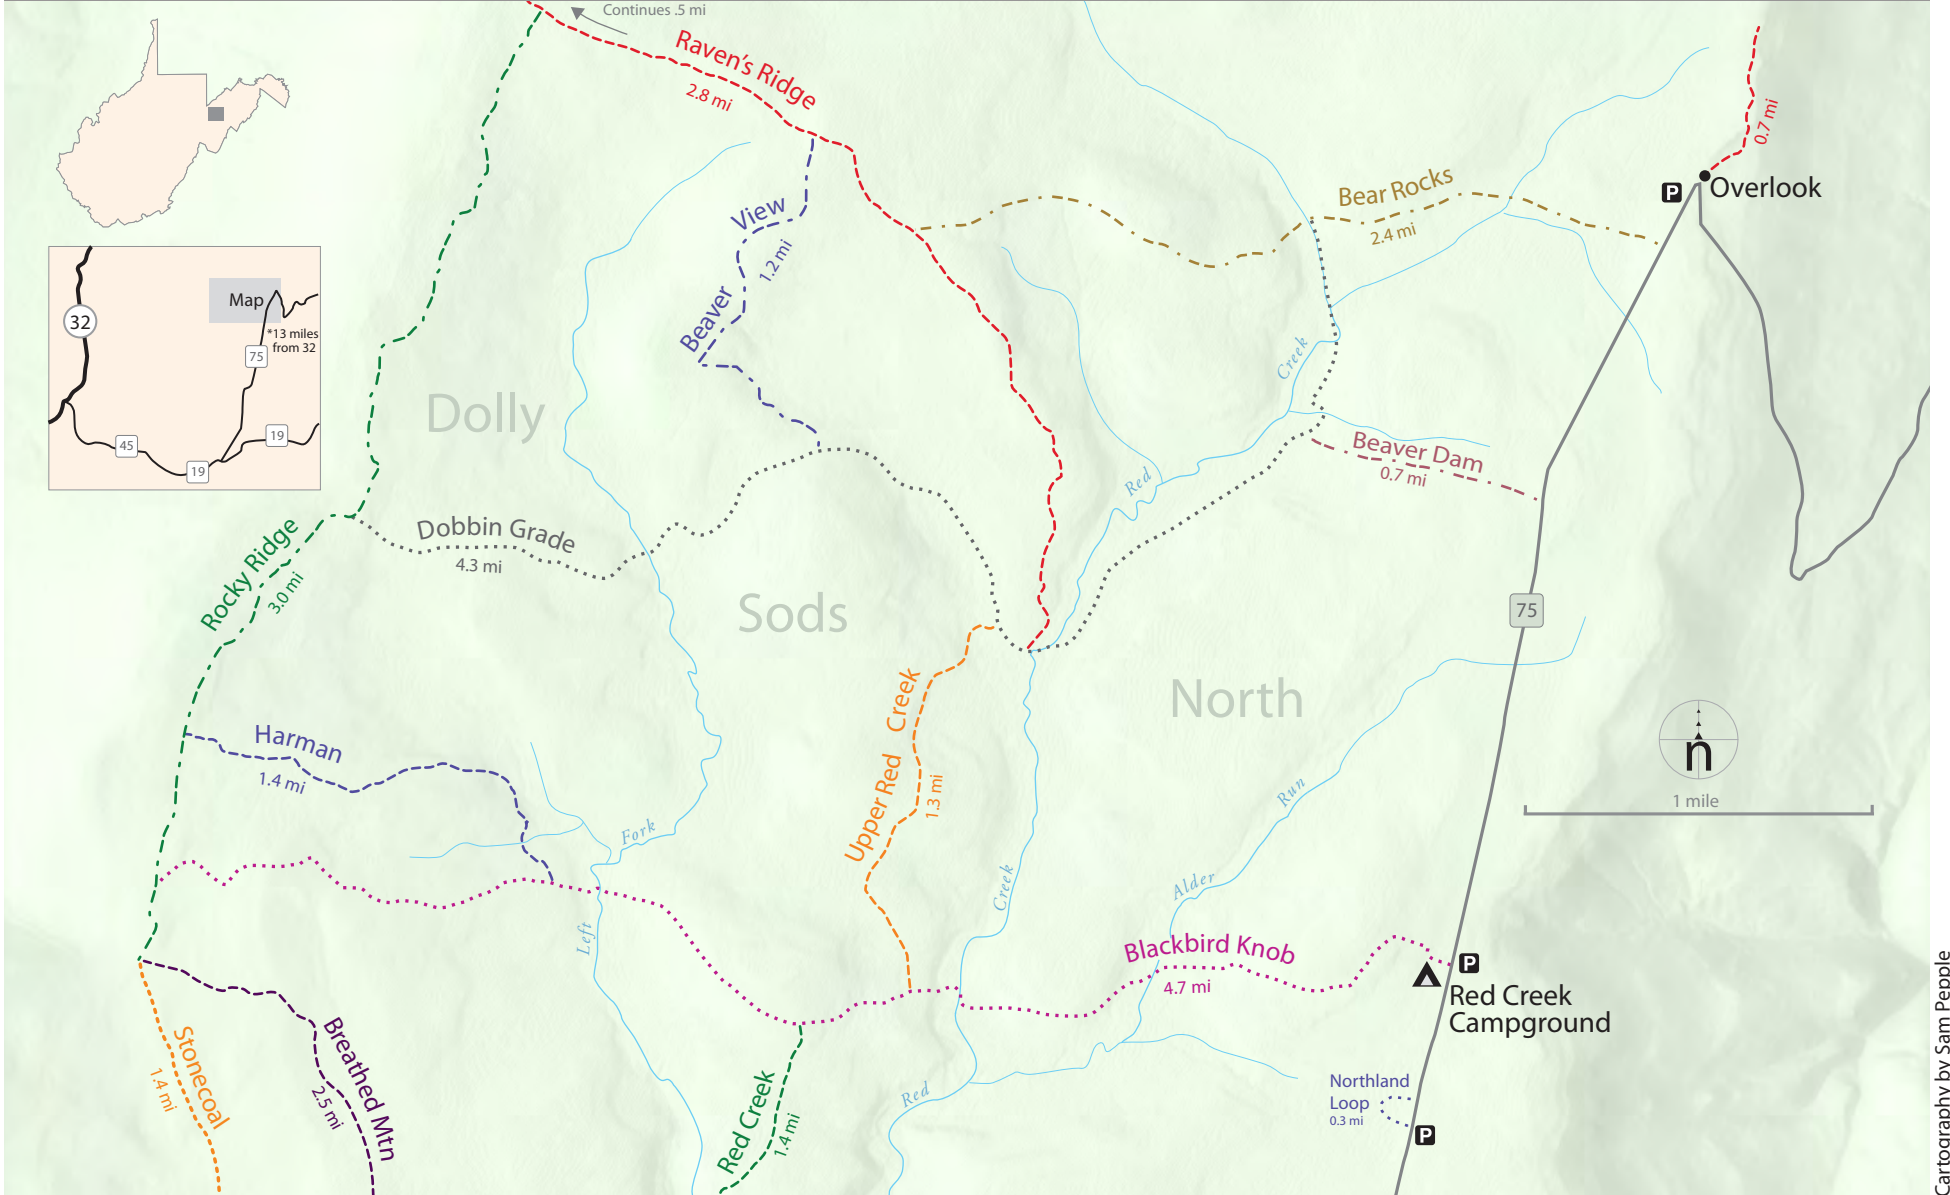 Continues .5 mi
Raven's Ridge
2.8 mi
0.7 mi
P
Overlook
Bear Rocks
2.4 mi
View
Beaver
1.2 mi
32
Map
*13 miles
from 32
75
45
19
19
Dolly
Creek
Red
Beaver Dam
0.7 mi
Dobbin Grade
4.3 mi
Rocky Ridge
3.0 mi
Sods
75
North
Upper Red Creek
1.3 mi
Harman
1.4 mi
n
1 mile
Run
Alder
Fork
Left
Creek
Red
Blackbird Knob
4.7 mi
P
Red Creek
Campground
Stonecoal
1.4 mi
Breathed Mtn
2.5 mi
Red Creek
1.4 mi
Northland
Loop
0.3 mi
P
Cartography by Sam Pepple